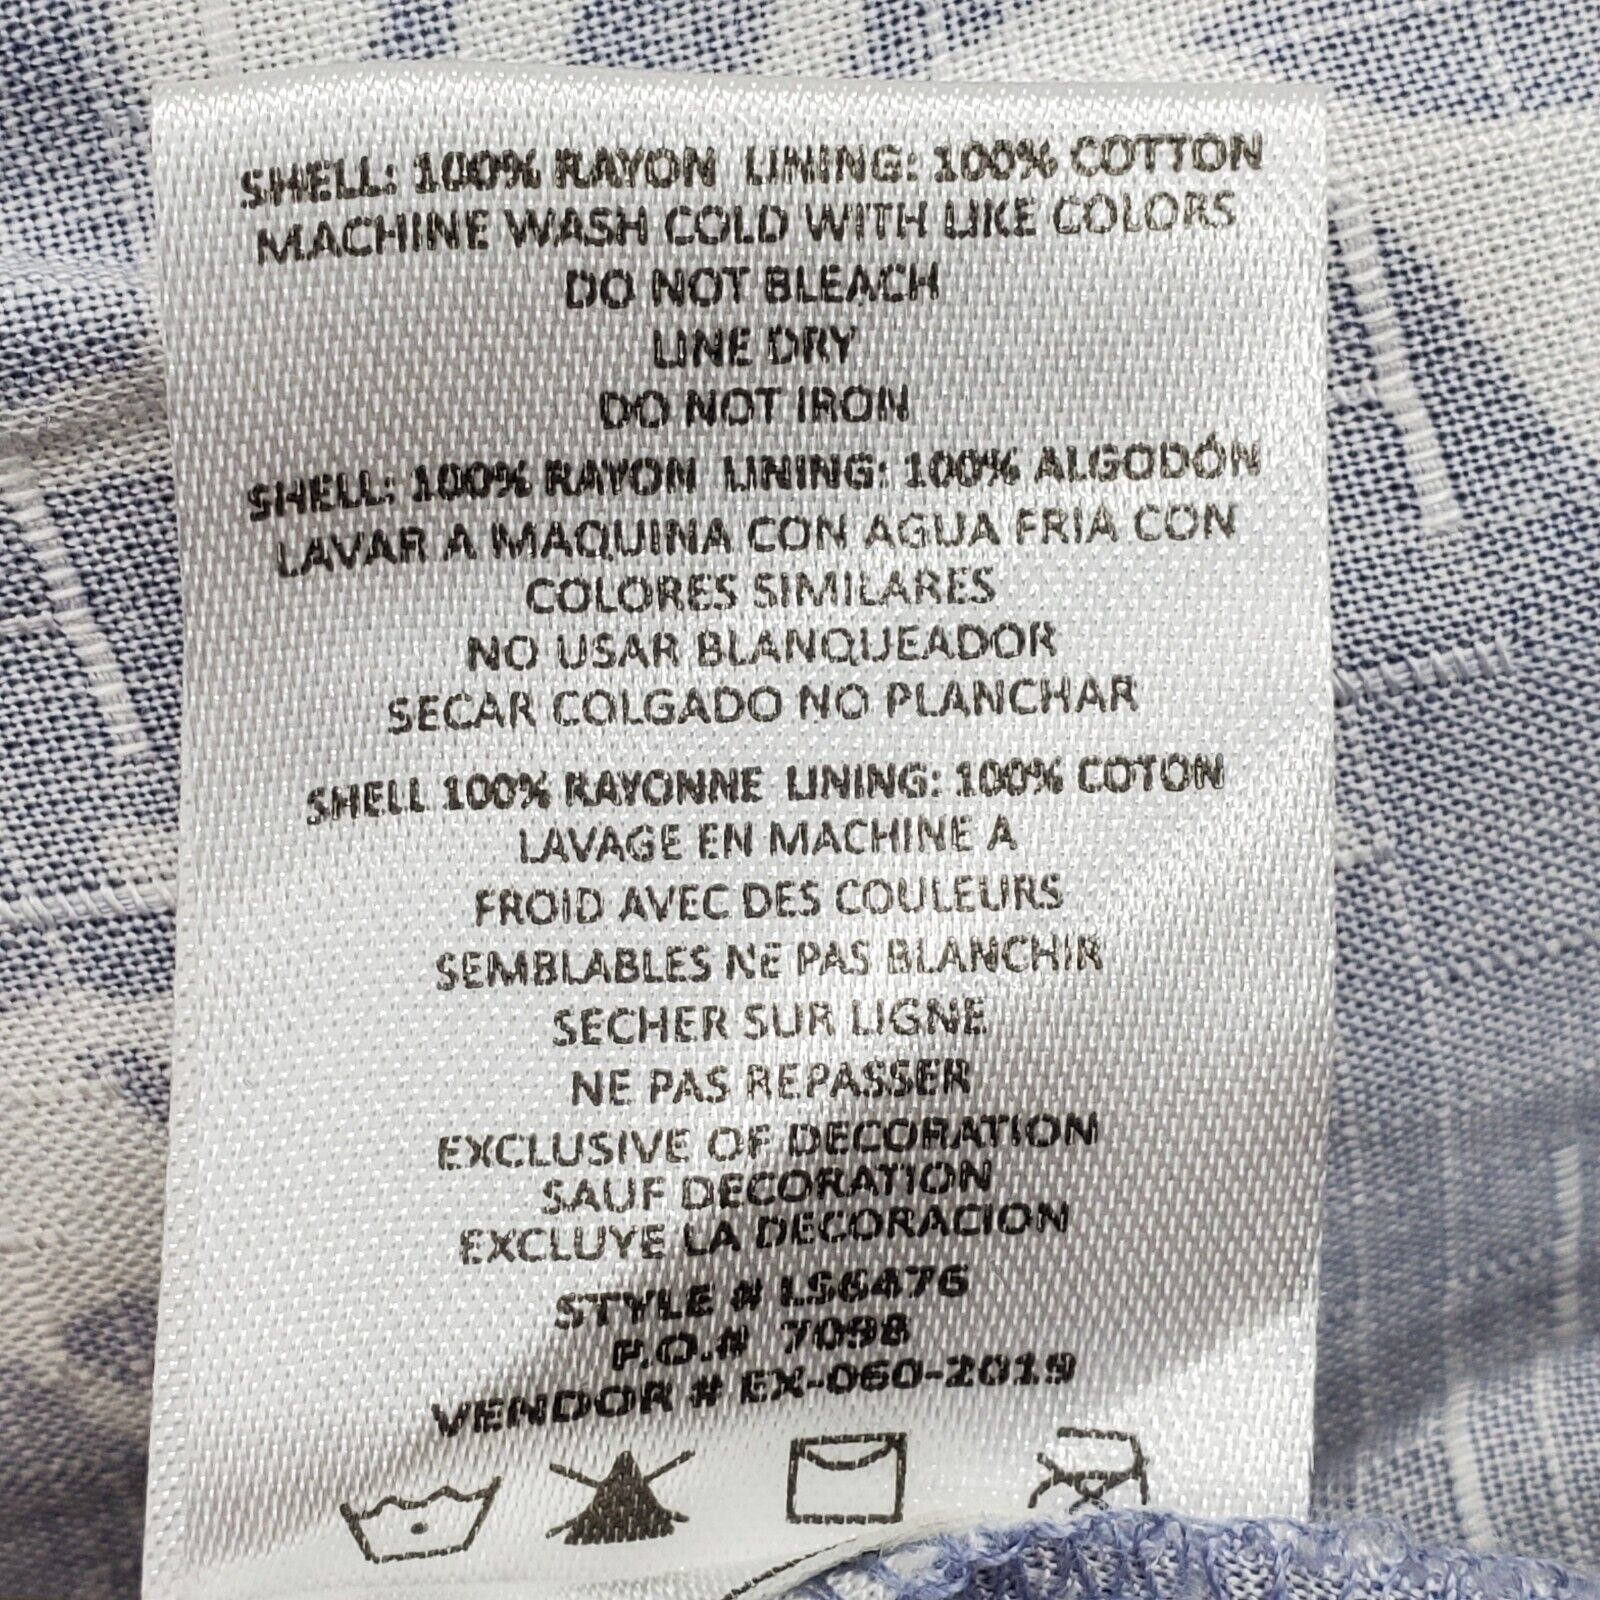 SHELL: 100% RAYON LINING: 100% COTTON
MACHINE WASH COLD WITH LIKE COLORS
DO NOT BLEACH
LINE DRY
DO NOT IRON
SHELL: 100% RAYON LINING: 100% ALGODÓN
LAVAR A MAQUINA CON AGUA FRIA CON
COLORES SIMILARES
NO USAR BLANQUEADOR
SECAR COLGADO NO PLANCHAR
SHELL 100% RAYONNE LINING: 100% COTON
LAVAGE EN MACHINE A
FROID AVEC DES COULEURS
SEMBLABLES NE PAS BLANCHIR
SECHER SUR LIGNE
NE PAS REPASSER
EXCLUSIVE OF DECORATION
SAUF DECORATION
EXCLUYE LA DECORACION
STYLE # LS6476
P.O.# 7098
VENDOR # EX-060-2019